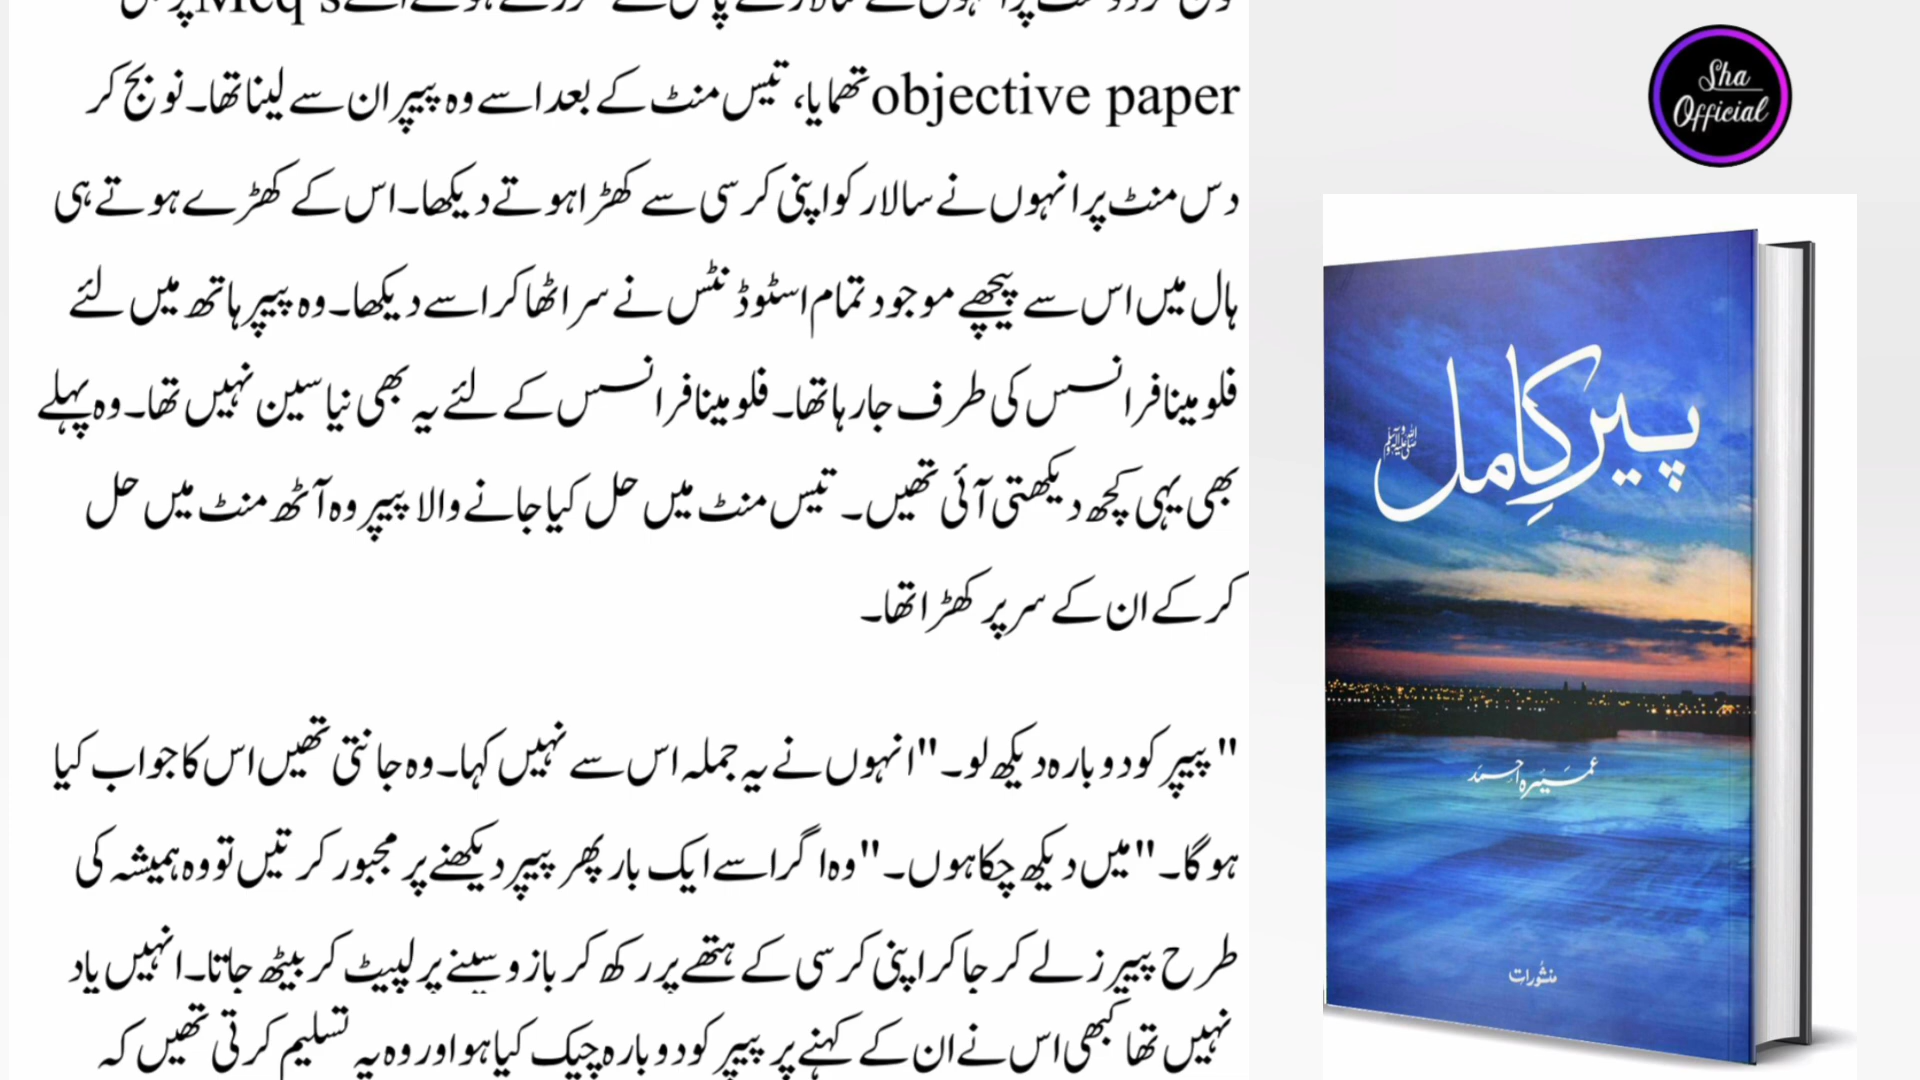 objective paper تھمایا، تیس منٹ کے بعد اسے وہ پیپر ان سے لینا تھا۔ نو بج کر
دس منٹ پر انہوں نے سالار کو اپنی کرسی سے کھڑا ہوتے دیکھا۔ اس کے کھڑے ہوتے ہی
ہال میں اس سے پیچھے موجود تمام اسٹوڈنٹس نے سر اٹھا کر اسے دیکھا۔ وہ پیپر ہاتھ میں لئے
فلومینا فرانسس کی طرف جا رہا تھا۔ فلومینا فرانسس کے لئے یہ بھی نیا سین نہیں تھا۔ وہ پہلے
بھی یہی کچھ دیکھتی آئی تھیں۔ تیس منٹ میں حل کیا جانے والا پیپر وہ آٹھ منٹ میں حل
کر کے ان کے سر پر کھڑا تھا۔
"پیپر کو دوبارہ دیکھ لو۔" انہوں نے یہ جملہ اس سے نہیں کہا۔ وہ جانتی تھیں اس کا جواب کیا
ہو گا۔ "میں دیکھ چکا ہوں۔" وہ اگر اسے ایک بار پھر پیپر دیکھنے پر مجبور کرتیں تو وہ ہمیشہ کی
طرح پیپرز لے کر جا کر اپنی کرسی کے ہتھے پر رکھ کر بازو سینے پر لپیٹ کر بیٹھ جاتا۔ انہیں یاد
نہیں تھا کبھی اس نے ان کے کہنے پر پیپر کو دوبارہ چیک کیا ہو اور وہ یہ تسلیم کرتی تھیں کہ
Sha
Official
پیر کامل ﷺ
عمیرہ احمد
منشورات